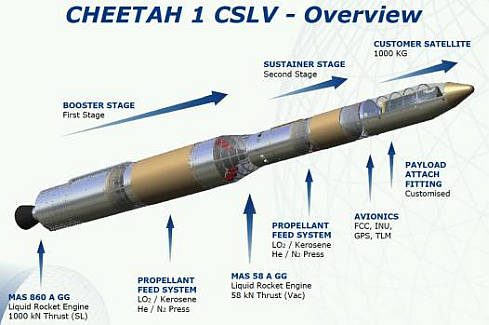 CHEETAH 1 CSLV - Overview
CUSTOMER SATELLITE
1000 KG
SUSTAINER STAGE
Second Stage
BOOSTER STAGE
First Stage
PAYLOAD
ATTACH
FITTING
Customised
AVIONICS
FCC, INU,
GPS, TLM
PROPELLANT
FEED SYSTEM
LO2 / Kerosene
He / N2 Press
MAS 58 A GG
Liquid Rocket Engine
58 kN Thrust (Vac)
PROPELLANT
FEED SYSTEM
LO2 / Kerosene
He / N2 Press
MAS 860 A GG
Liquid Rocket Engine
1000 kN Thrust (SL)